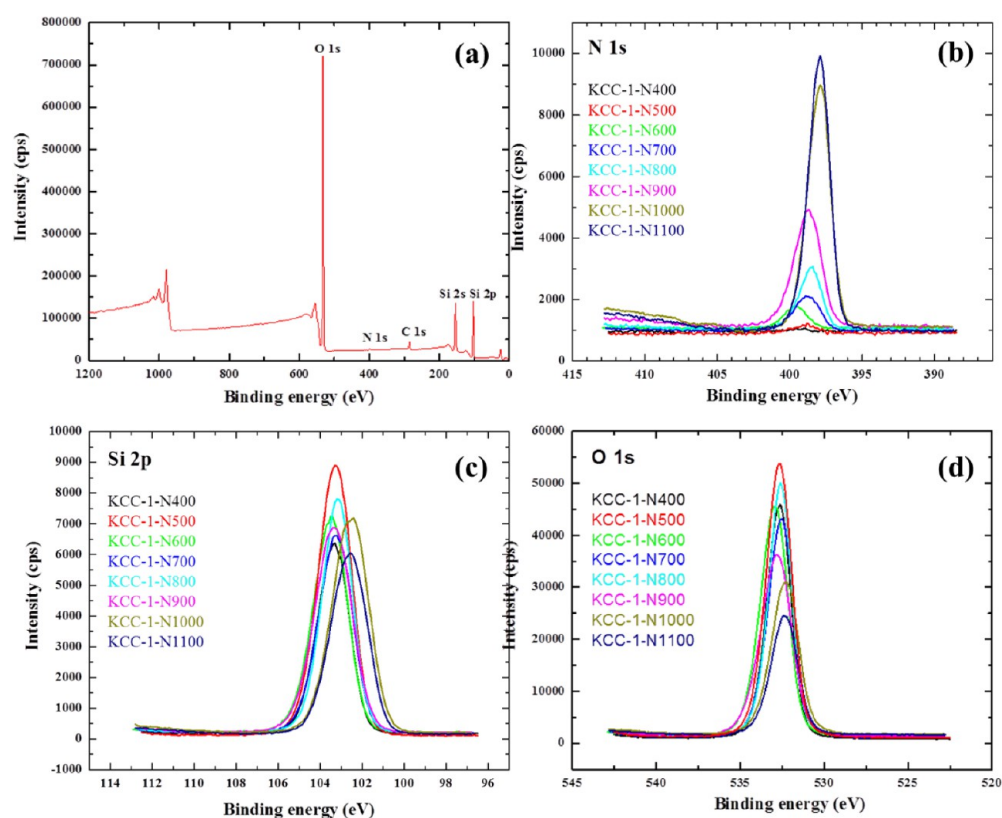 (a)
O 1s
N 1s
C 1s
Si 2s
Si 2p
800000
700000
600000
500000
400000
300000
200000
100000
0
1200
1000
800
600
400
200
0
Intensity (cps)
Binding energy (eV)
N 1s
(b)
KCC-1-N400
KCC-1-N500
KCC-1-N600
KCC-1-N700
KCC-1-N800
KCC-1-N900
KCC-1-N1000
KCC-1-N1100
10000
8000
6000
4000
2000
0
415
410
405
400
395
390
Intensity (cps)
Binding energy (eV)
Si 2p
(c)
KCC-1-N400
KCC-1-N500
KCC-1-N600
KCC-1-N700
KCC-1-N800
KCC-1-N900
KCC-1-N1000
KCC-1-N1100
10000
9000
8000
7000
6000
5000
4000
3000
2000
1000
0
-1000
114
112
110
108
106
104
102
100
98
96
Intensity (cps)
Binding energy (eV)
O 1s
(d)
KCC-1-N400
KCC-1-N500
KCC-1-N600
KCC-1-N700
KCC-1-N800
KCC-1-N900
KCC-1-N1000
KCC-1-N1100
60000
50000
40000
30000
20000
10000
0
545
540
535
530
525
520
Intensity (cps)
Binding energy (eV)